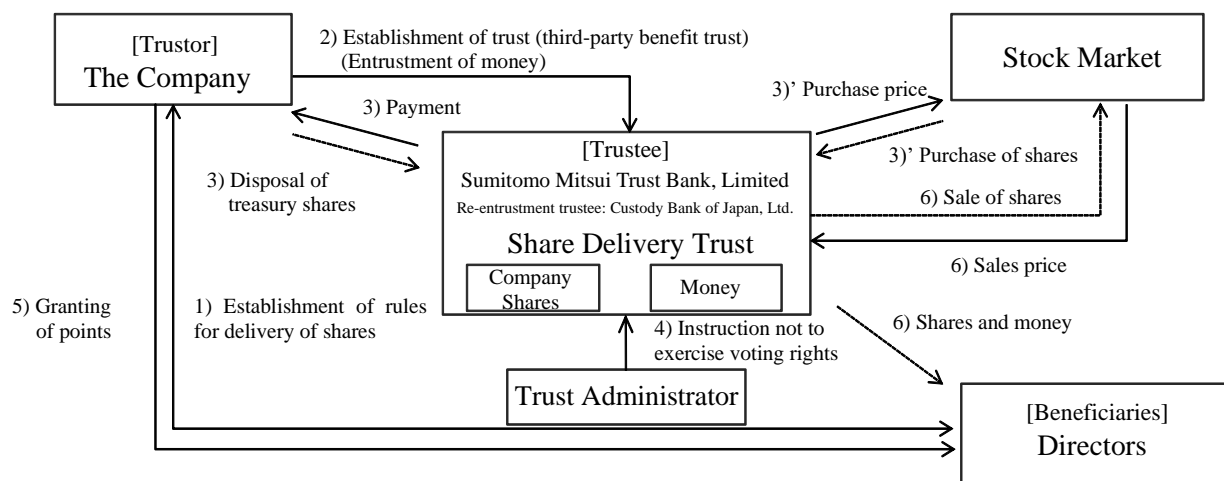 [Trustor]
The Company
2) Establishment of trust (third-party benefit trust)
(Entrustment of money)
Stock Market
3) Payment
3)’ Purchase price
[Trustee]
Sumitomo Mitsui Trust Bank, Limited
Re-entrustment trustee: Custody Bank of Japan, Ltd.
Share Delivery Trust
Company
Shares
Money
3)’ Purchase of shares
3) Disposal of
treasury shares
6) Sale of shares
6) Sales price
5) Granting
of points
1) Establishment of rules
for delivery of shares
4) Instruction not to
exercise voting rights
6) Shares and money
Trust Administrator
[Beneficiaries]
Directors